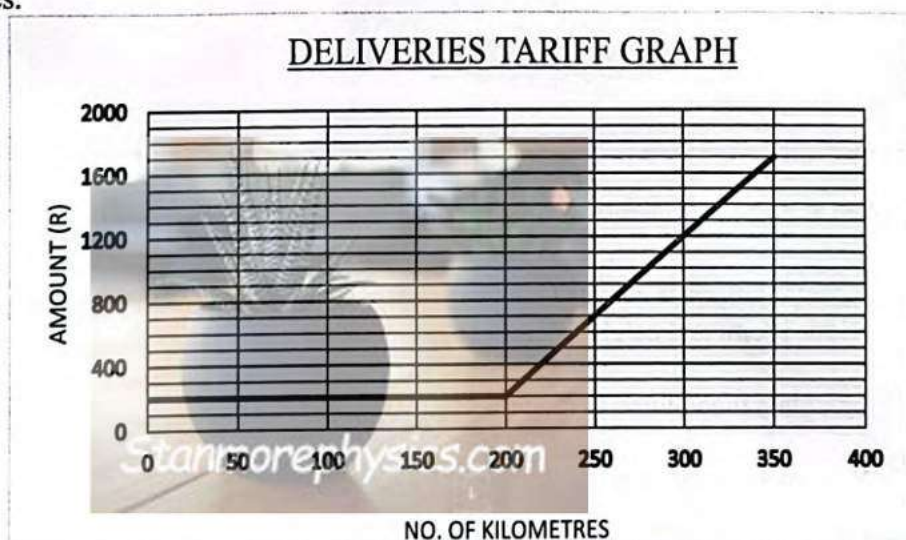 s.
DELIVERIES TARIFF GRAPH
2000
1600
1200
800
400
0
AMOUNT (R)
0 50 100 150 200 250 300 350 400
Stanmorephysics.com
NO. OF KILOMETRES